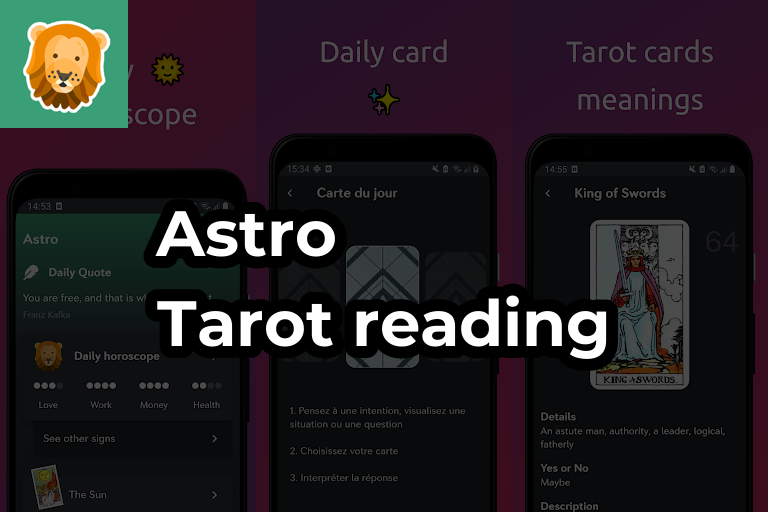 scope
Daily card
Tarot cards
meanings
Astro
Tarot reading
14:53
Astro
Daily Quote
You are free, and that is
Franz Kafka
Daily horoscope
Love Work Money Health
See other signs
The Sun
15:34
Carte du jour
1. Pensez à une intention, visualisez une
situation ou une question
2. Choisissez votre carte
3. Interpréter la réponse
14:55
King of Swords
64
KING of SWORDS.
Details
An astute man, authority, a leader, logical,
fatherly
Yes or No
Maybe
Description